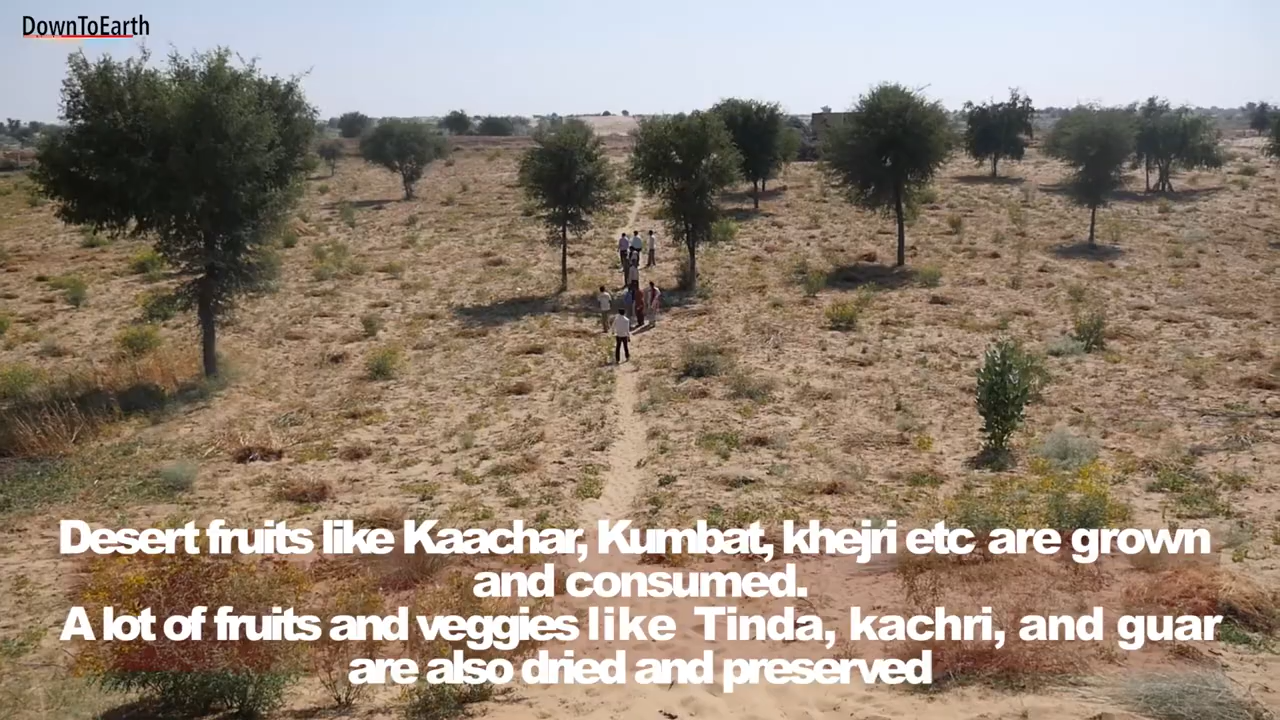 DownToEarth
Desert fruits like Kaachar, Kumbat, khejri etc are grown
and consumed.
A lot of fruits and veggies like Tinda, kachri, and guar
are also dried and preserved